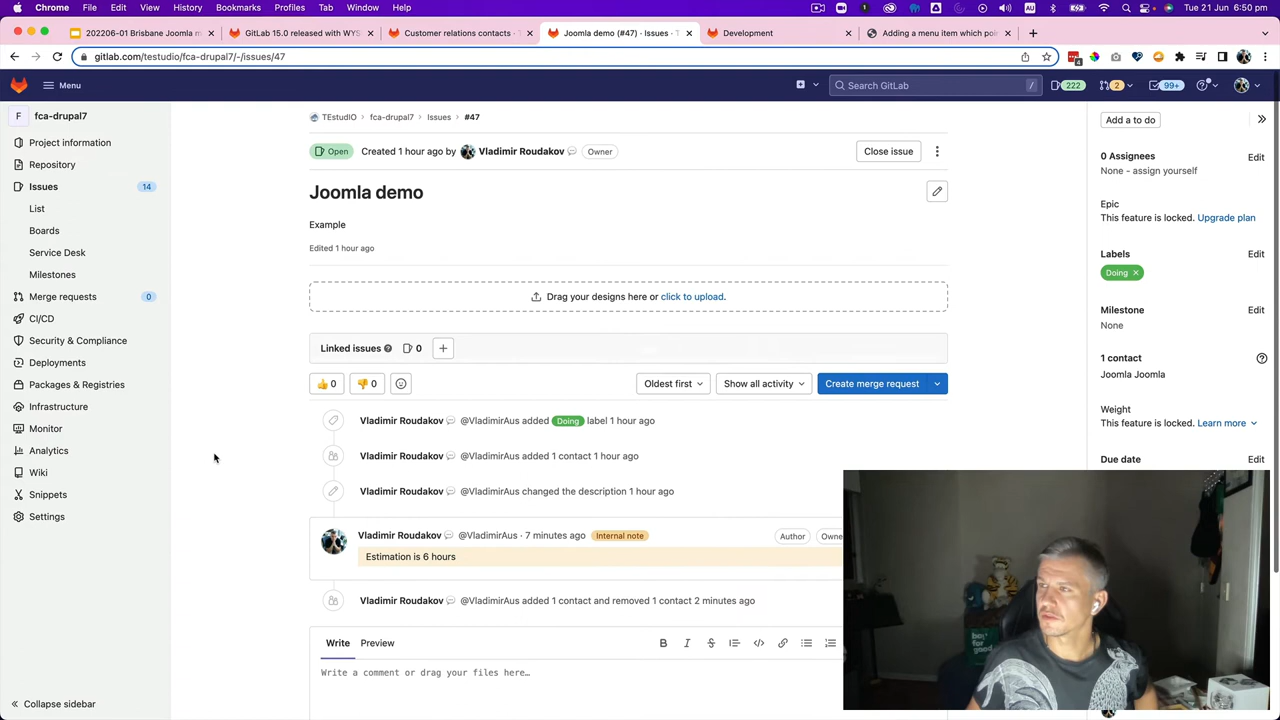 Chrome File Edit View History Bookmarks Profiles Tab Window Help Tue 21 Jun 6:50 pm
202206-01 Brisbane Joomla m
GitLab 15.0 released with WYS
Customer relations contacts · T
Joomla demo (#47) · Issues · T
Development
Adding a menu item which poi
gitlab.com/testudio/fca-drupal7/-/issues/47
Menu
Search GitLab /
222
2
99+
F fca-drupal7
Project information
Repository
Issues 14
List
Boards
Service Desk
Milestones
Merge requests 0
CI/CD
Security & Compliance
Deployments
Packages & Registries
Infrastructure
Monitor
Analytics
Wiki
Snippets
Settings
Collapse sidebar
TEstudIO fca-drupal7 Issues #47
Open Created 1 hour ago by Vladimir Roudakov Owner
Close issue
Joomla demo
Example
Edited 1 hour ago
Drag your designs here or click to upload.
Linked issues 0
0 0
Oldest first Show all activity Create merge request
Vladimir Roudakov @VladimirAus added Doing label 1 hour ago
Vladimir Roudakov @VladimirAus added 1 contact 1 hour ago
Vladimir Roudakov @VladimirAus changed the description 1 hour ago
Vladimir Roudakov @VladimirAus · 7 minutes ago Internal note Author
Estimation is 6 hours
Vladimir Roudakov @VladimirAus added 1 contact and removed 1 contact 2 minutes ago
Write Preview
Write a comment or drag your files here…
Add a to do
0 Assignees Edit
None - assign yourself
Epic
This feature is locked. Upgrade plan
Labels Edit
Doing
Milestone Edit
None
1 contact
Joomla Joomla
Weight
This feature is locked. Learn more
Due date Edit